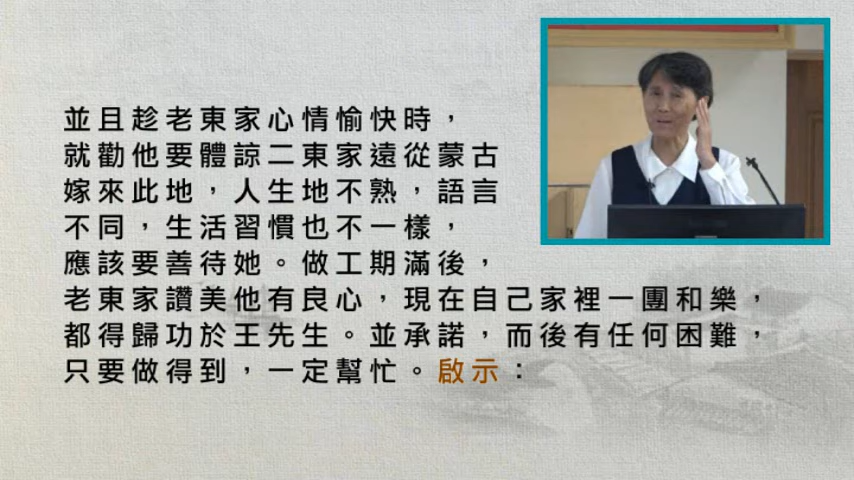 並且趁老東家心情愉快時，
就勸他要體諒二東家遠從蒙古
嫁來此地，人生地不熟，語言
不同，生活習慣也不一樣，
應該要善待她。做工期滿後，
老東家讚美他有良心，現在自己家裡一團和樂，
都得歸功於王先生。並承諾，而後有任何困難，
只要做得到，一定幫忙。啟示：